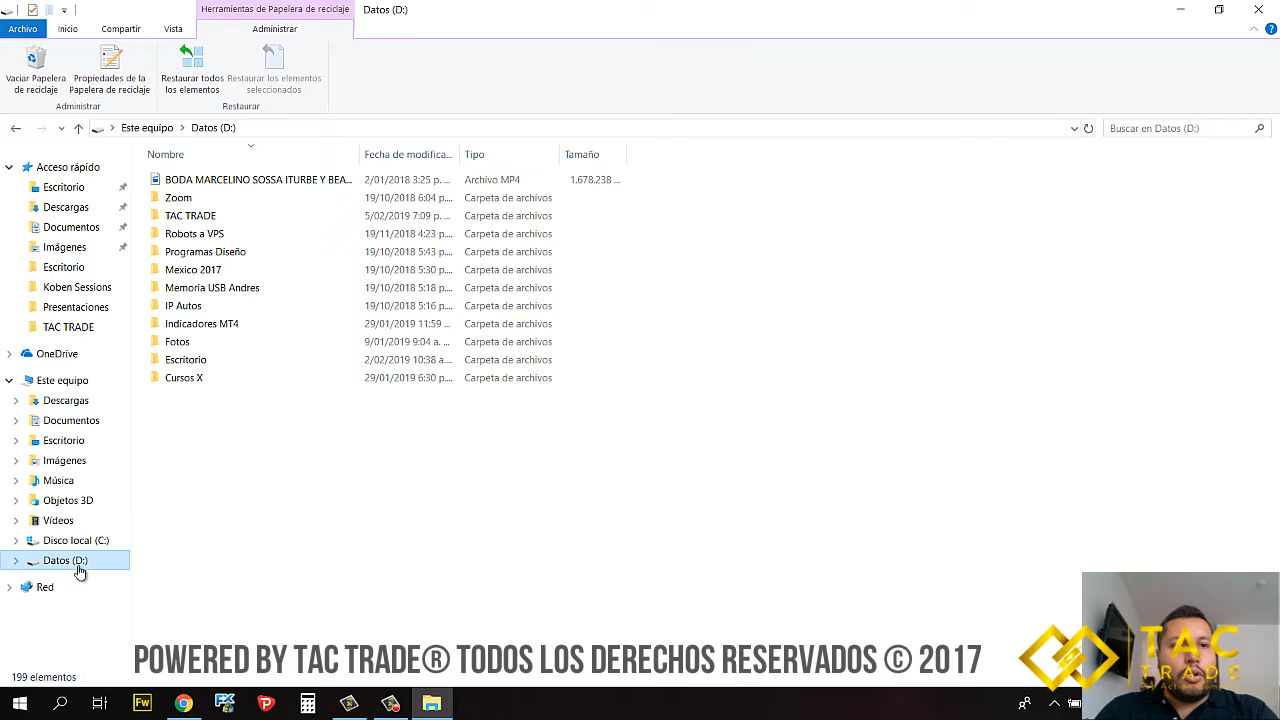 Herramientas de Papelera de reciclaje
Datos (D:)
Archivo
Inicio
Compartir
Vista
Administrar
Vaciar Papelera de reciclaje
Propiedades de la Papelera de reciclaje
Restaurar todos los elementos
Restaurar los elementos seleccionados
Administrar
Restaurar
Este equipo > Datos (D:)
Buscar en Datos (D:)
Nombre Fecha de modifica... Tipo Tamaño
BODA MARCELINO SOSSA ITURBE Y BEA... 2/01/2018 3:25 p. ... Archivo MP4 1.678.238 ...
Zoom 19/10/2018 6:04 p.... Carpeta de archivos
TAC TRADE 5/02/2019 7:09 p. ... Carpeta de archivos
Robots a VPS 19/11/2018 4:23 p.... Carpeta de archivos
Programas Diseño 19/10/2018 5:43 p.... Carpeta de archivos
Mexico 2017 19/10/2018 5:30 p.... Carpeta de archivos
Memoria USB Andres 19/10/2018 5:18 p.... Carpeta de archivos
IP Autos 19/10/2018 5:16 p.... Carpeta de archivos
Indicadores MT4 29/01/2019 11:59 ... Carpeta de archivos
Fotos 9/01/2019 9:04 a. ... Carpeta de archivos
Escritorio 2/02/2019 10:38 a.... Carpeta de archivos
Cursos X 29/01/2019 6:30 p.... Carpeta de archivos
Acceso rápido
Escritorio
Descargas
Documentos
Imágenes
Escritorio
Koben Sessions
Presentaciones
TAC TRADE
OneDrive
Este equipo
Descargas
Documentos
Escritorio
Imágenes
Música
Objetos 3D
Vídeos
Disco local (C:)
Datos (D:)
Red
199 elementos
POWERED BY TAC TRADE® TODOS LOS DERECHOS RESERVADOS © 2017
TAC
TRADE
Fw